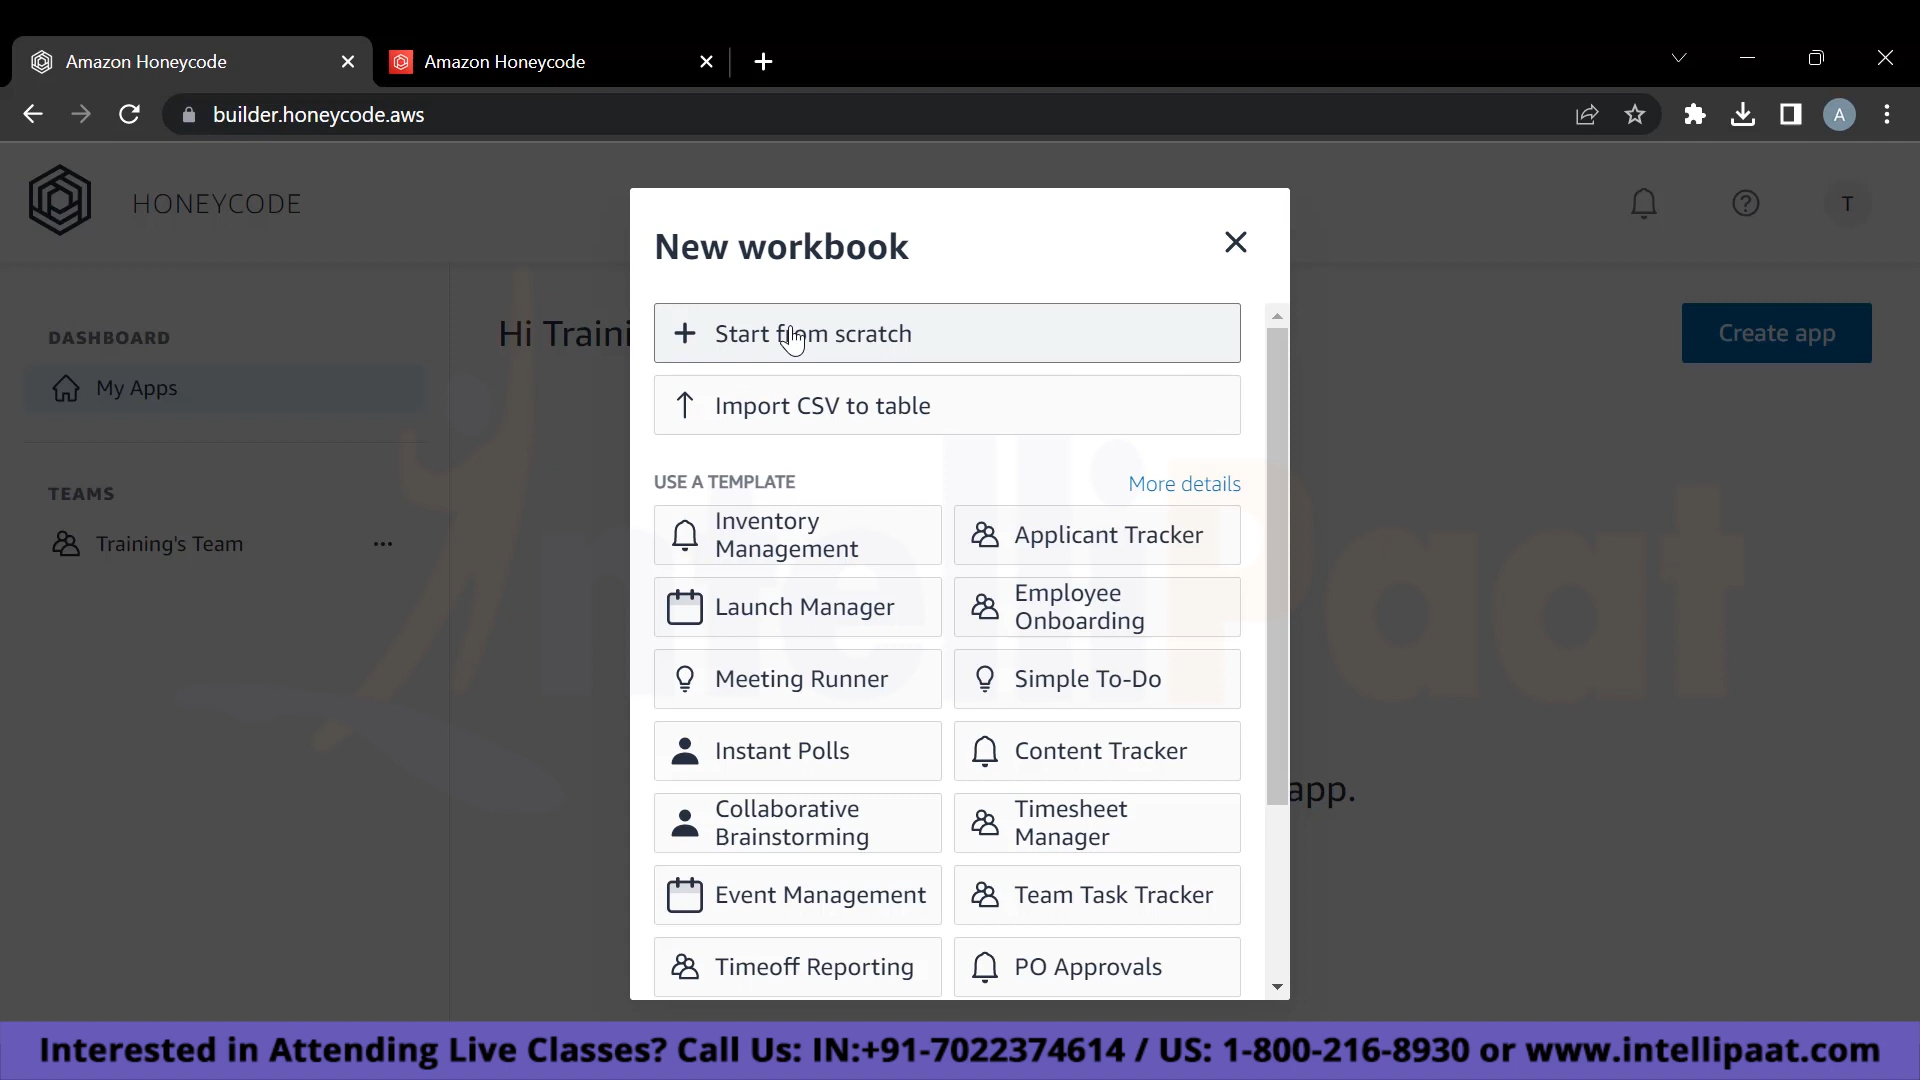 Amazon Honeycode
Amazon Honeycode
builder.honeycode.aws
A
HONEYCODE
T
New workbook
DASHBOARD
Hi Traini
Start from scratch
Create app
My Apps
Import CSV to table
USE A TEMPLATE
More details
TEAMS
Training's Team
Inventory
Management
Applicant Tracker
Launch Manager
Employee
Onboarding
Meeting Runner
Simple To-Do
Instant Polls
Content Tracker
app.
Collaborative
Brainstorming
Timesheet
Manager
Event Management
Team Task Tracker
Timeoff Reporting
PO Approvals
IntelliPaat
Interested in Attending Live Classes? Call Us: IN:+91-7022374614 / US: 1-800-216-8930 or www.intellipaat.com